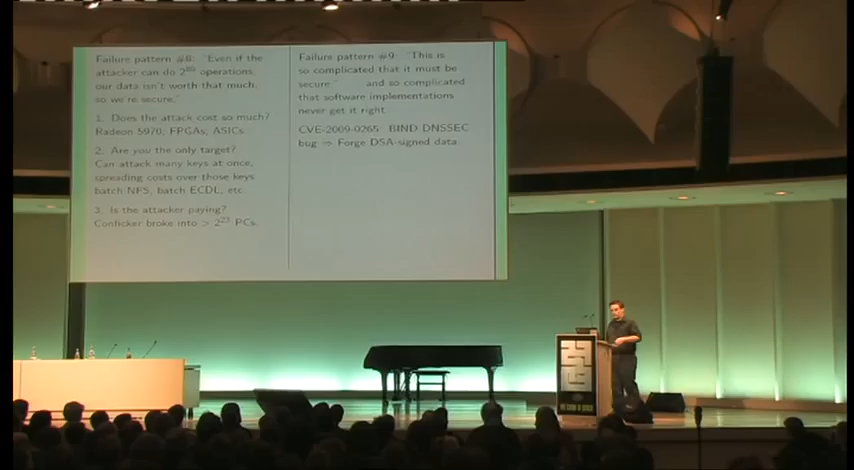 Failure pattern #8: "Even if the
attacker can do 2⁸⁰ operations,
our data isn't worth that much,
so we're secure."
1. Does the attack cost so much?
Radeon 5970, FPGAs, ASICs.
2. Are you the only target?
Can attack many keys at once,
spreading costs over those keys:
batch NFS, batch ECDL, etc.
3. Is the attacker paying?
Conficker broke into > 2²³ PCs.
Failure pattern #9: "This is
so complicated that it must be
secure." and so complicated
that software implementations
never get it right.
CVE-2009-0265: BIND DNSSEC
bug ⇒ Forge DSA-signed data.